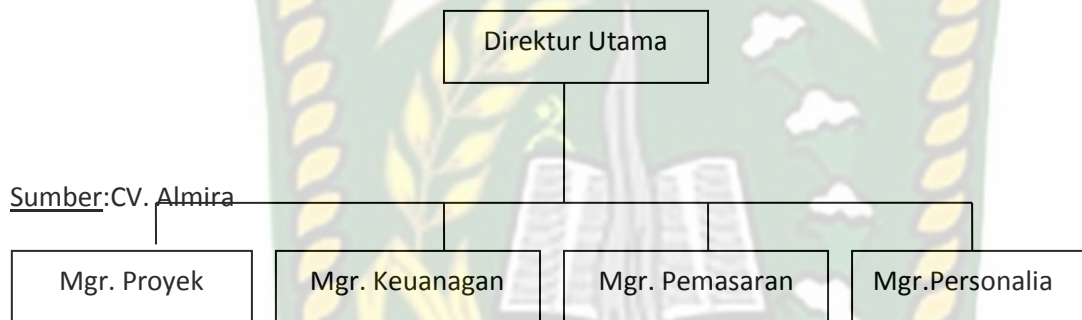 Direktur Utama
Sumber:CV. Almira
Mgr. Proyek
Mgr. Keuanagan
Mgr. Pemasaran
Mgr.Personalia